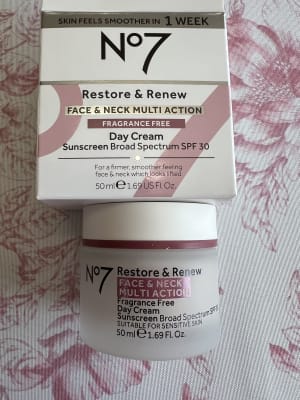 SKIN FEELS SMOOTHER IN 1 WEEK
No7
Restore & Renew
FACE & NECK MULTI ACTION
FRAGRANCE FREE
Day Cream
Sunscreen Broad Spectrum SPF 30
For a firmer, smoother feeling
face & neck which looks lifted
50ml℮1.69 US Fl. Oz.
No7
Restore & Renew
FACE & NECK
MULTI ACTION
Fragrance Free
Day Cream
Sunscreen Broad Spectrum SPF
SUITABLE FOR SENSITIVE SKIN
50ml℮1.69 Fl. Oz.